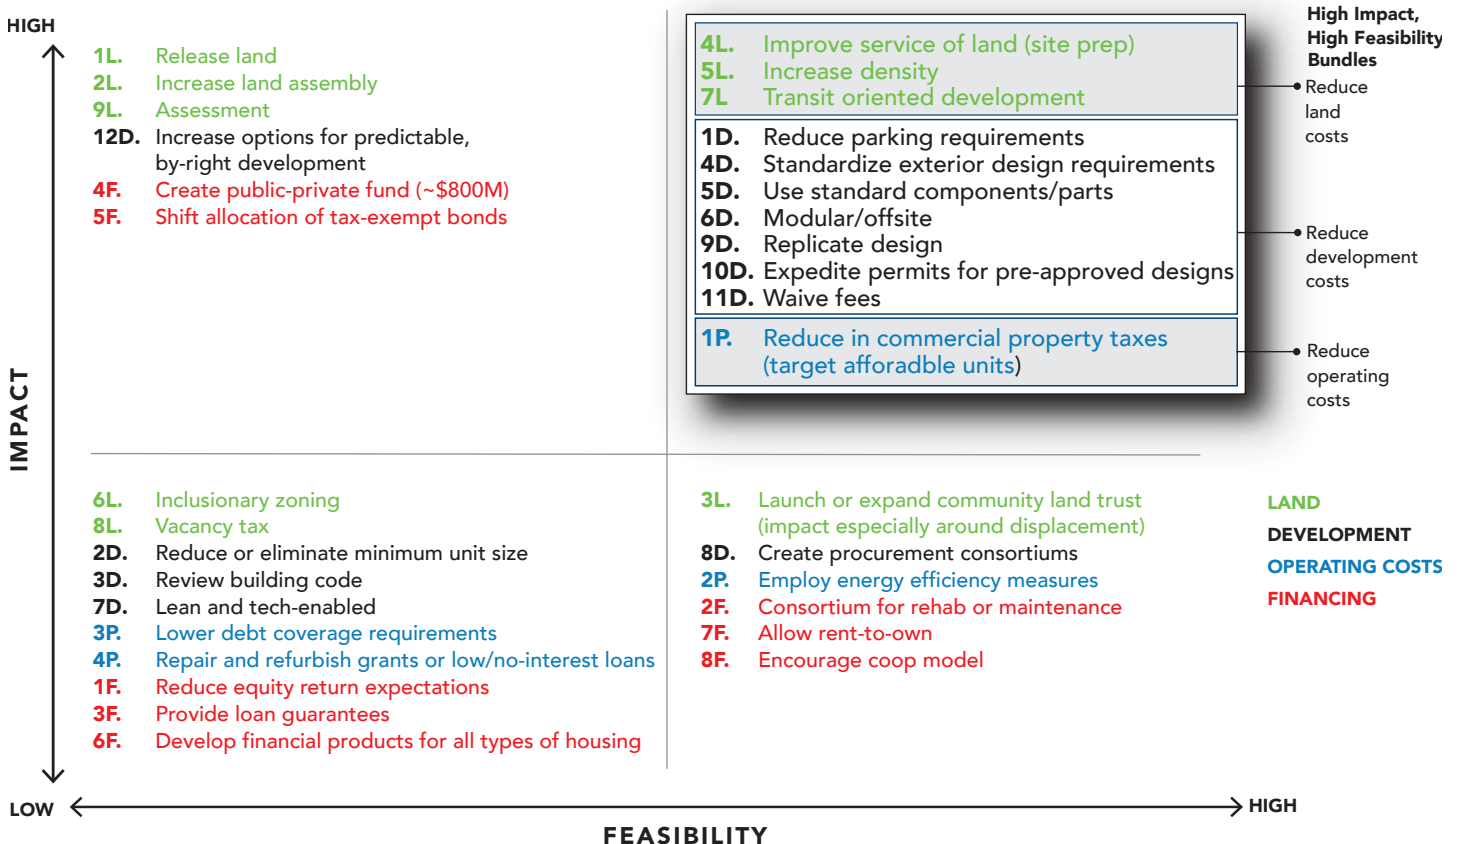 HIGH
1L. Release land
2L. Increase land assembly
9L. Assessment
12D. Increase options for predictable,
by-right development
4F. Create public-private fund (~$800M)
5F. Shift allocation of tax-exempt bonds
4L. Improve service of land (site prep)
5L. Increase density
7L Transit oriented development
1D. Reduce parking requirements
4D. Standardize exterior design requirements
5D. Use standard components/parts
6D. Modular/offsite
9D. Replicate design
10D. Expedite permits for pre-approved designs
11D. Waive fees
1P. Reduce in commercial property taxes
(target afforadble units)
High Impact,
High Feasibility
Bundles
Reduce
land
costs
Reduce
development
costs
Reduce
operating
costs
IMPACT
6L. Inclusionary zoning
8L. Vacancy tax
2D. Reduce or eliminate minimum unit size
3D. Review building code
7D. Lean and tech-enabled
3P. Lower debt coverage requirements
4P. Repair and refurbish grants or low/no-interest loans
1F. Reduce equity return expectations
3F. Provide loan guarantees
6F. Develop financial products for all types of housing
3L. Launch or expand community land trust
(impact especially around displacement)
8D. Create procurement consortiums
2P. Employ energy efficiency measures
2F. Consortium for rehab or maintenance
7F. Allow rent-to-own
8F. Encourage coop model
LAND
DEVELOPMENT
OPERATING COSTS
FINANCING
LOW
HIGH
FEASIBILITY